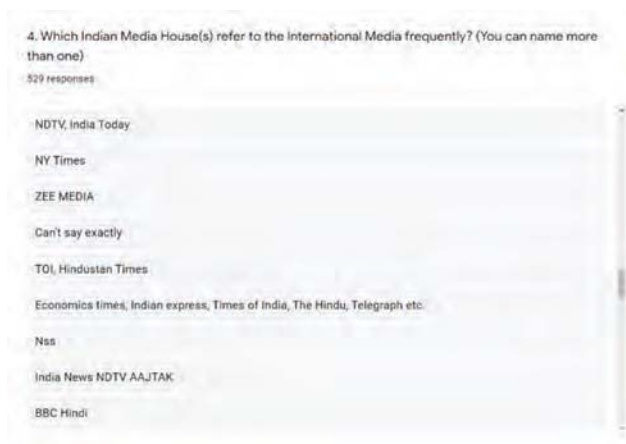 4. Which Indian Media House(s) refer to the International Media frequently? (You can name more
than one)
529 responses
NDTV, India Today
NY Times
ZEE MEDIA
Can't say exactly
TOI, Hindustan Times
Economics times, Indian express, Times of India, The Hindu, Telegraph etc.
Nss
India News NDTV AAJTAK
BBC Hindi